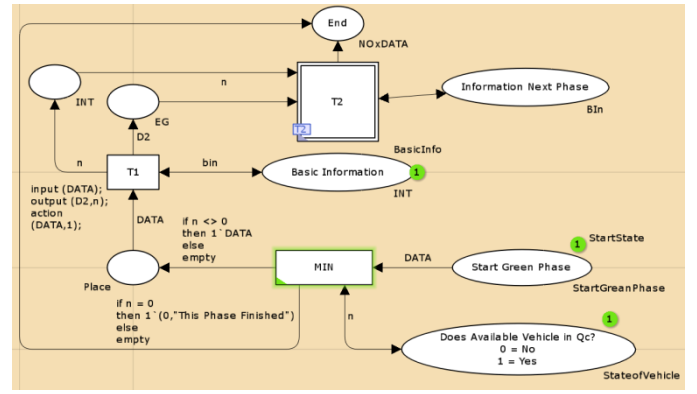 End
NOxDATA
n
INT
EG
D2
T2
T2
Information Next Phase
BIn
n
T1
bin
BasicInfo
Basic Information
1
INT
input (DATA);
output (D2,n);
action
(DATA,1);
DATA
if n <> 0
then 1`DATA
else
empty
Place
MIN
DATA
1
StartState
Start Green Phase
StartGreanPhase
if n = 0
then 1`(0,"This Phase Finished")
else
empty
n
1
Does Available Vehicle in Qc?
0 = No
1 = Yes
StateofVehicle